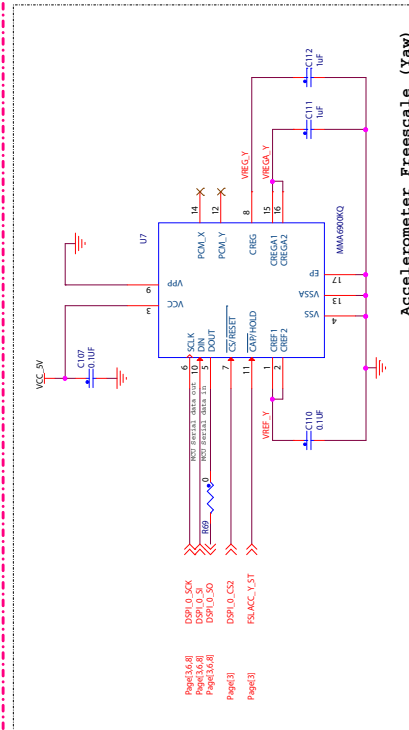 VCC_5V
C107
0.1UF
U7
3
9
VCC
VPP
Page[3,6,8]
DSPI_0_SCK
6
SCLK
PCM_X
14
MCU Serial data out
Page[3,6,8]
DSPI_0_SI
10
DIN
R69
0
MCU Serial data in
Page[3,6,8]
DSPI_0_SO
5
DOUT
PCM_Y
12
Page[3]
DSPI_0_CS2
7
CS/RESET
VREG_Y
Page[3]
FSLACC_Y_ST
11
CAP/HOLD
CREG
8
VREF_Y
1
CREF1
CREGA1
15
VREGA_Y
2
CREF2
CREGA2
16
C110
0.1UF
C111
1uF
C112
1uF
VSS
VSSA
EP
4
13
17
MMA6900KQ
Accelerometer Freescale (Yaw)